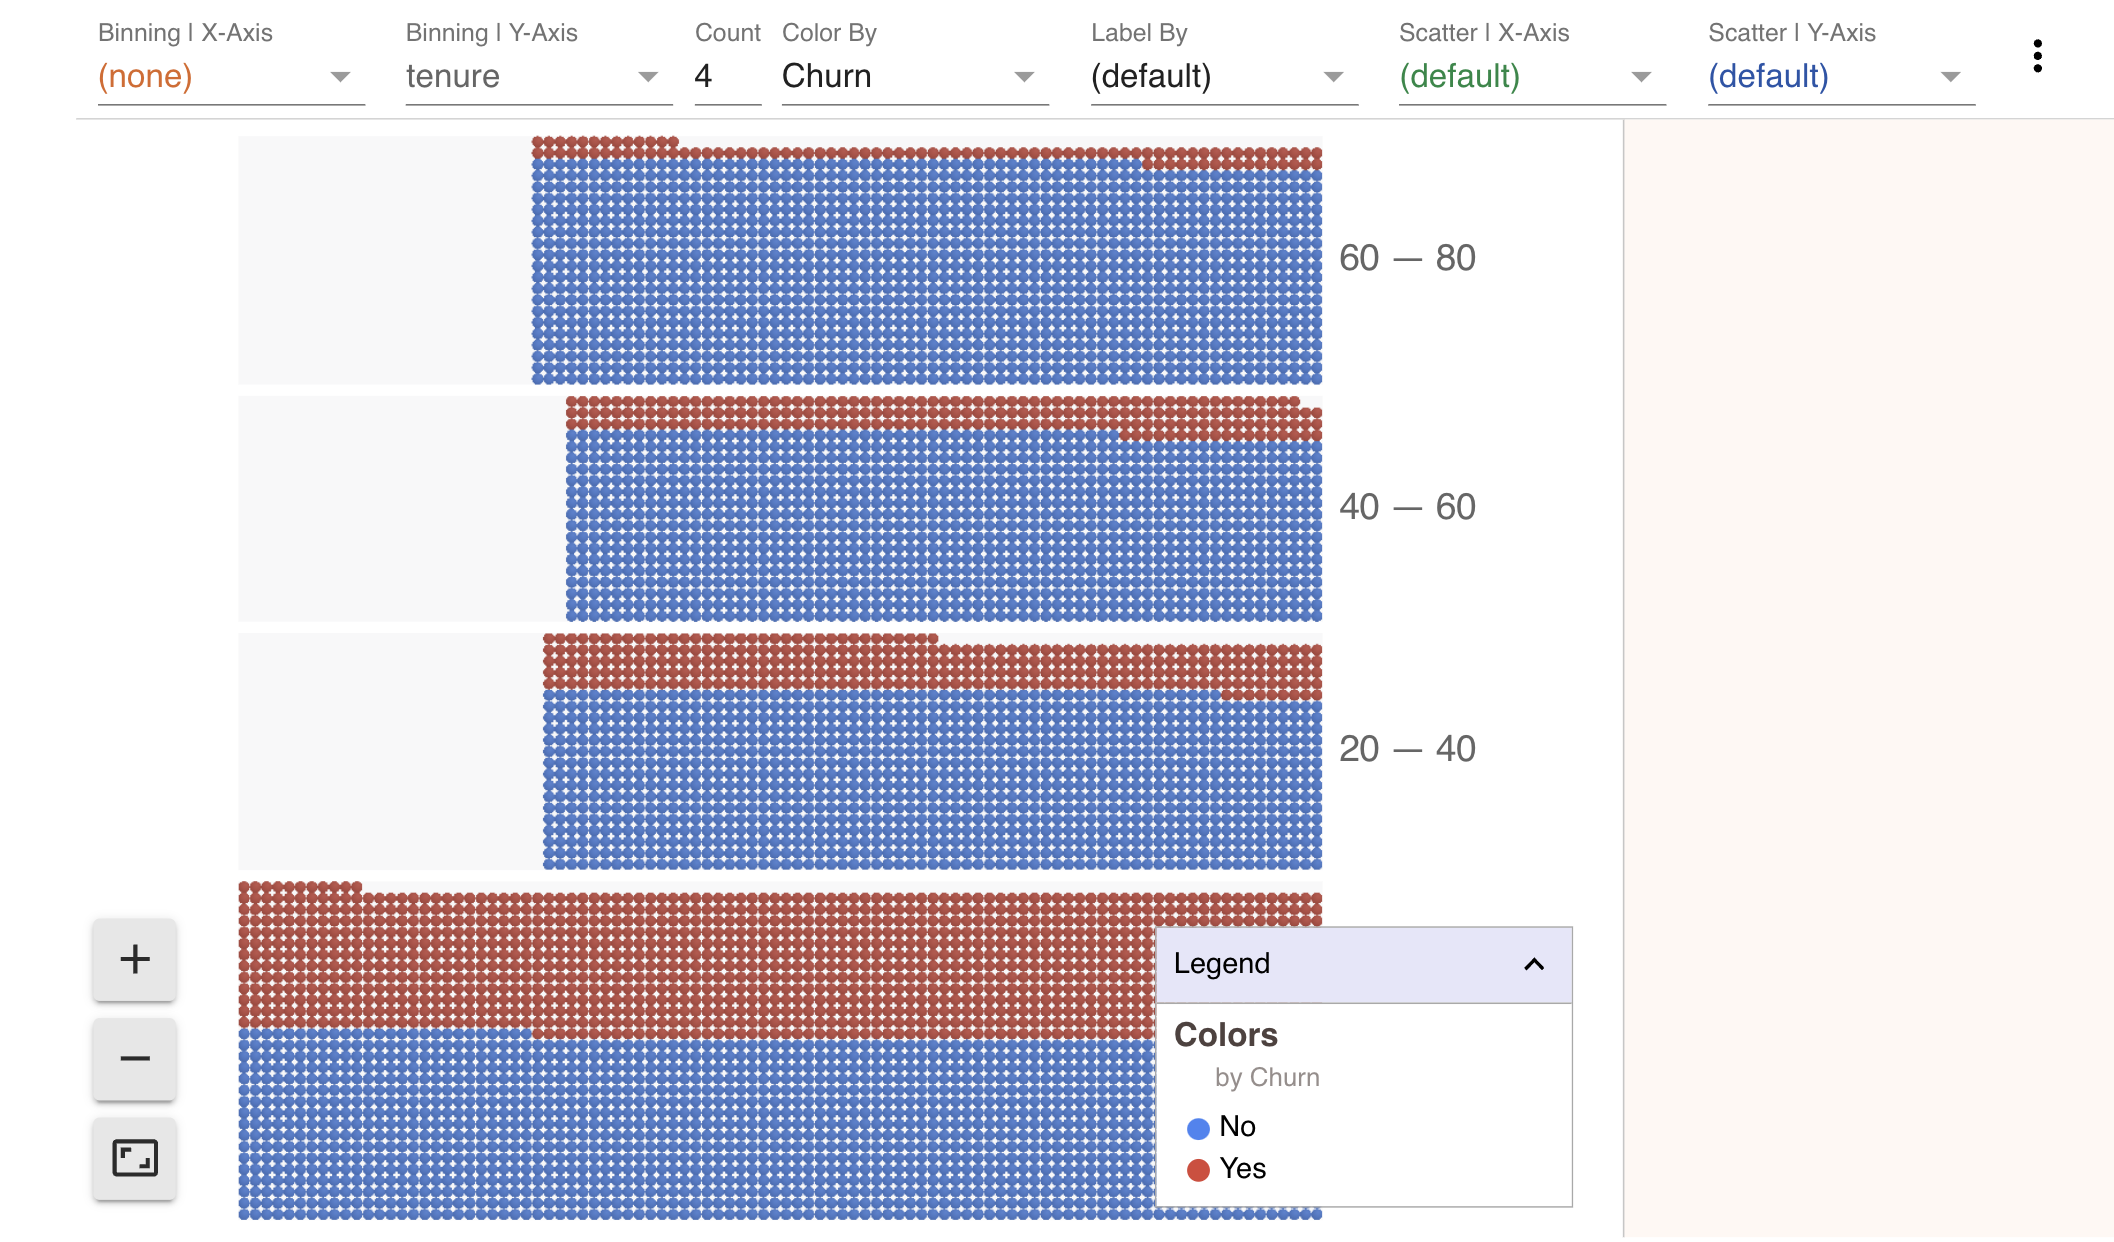 Binning | X-Axis
(none)
Binning | Y-Axis
tenure
Count
4
Color By
Churn
Label By
(default)
Scatter | X-Axis
(default)
Scatter | Y-Axis
(default)
60 — 80
40 — 60
20 — 40
Legend
Colors
by Churn
No
Yes